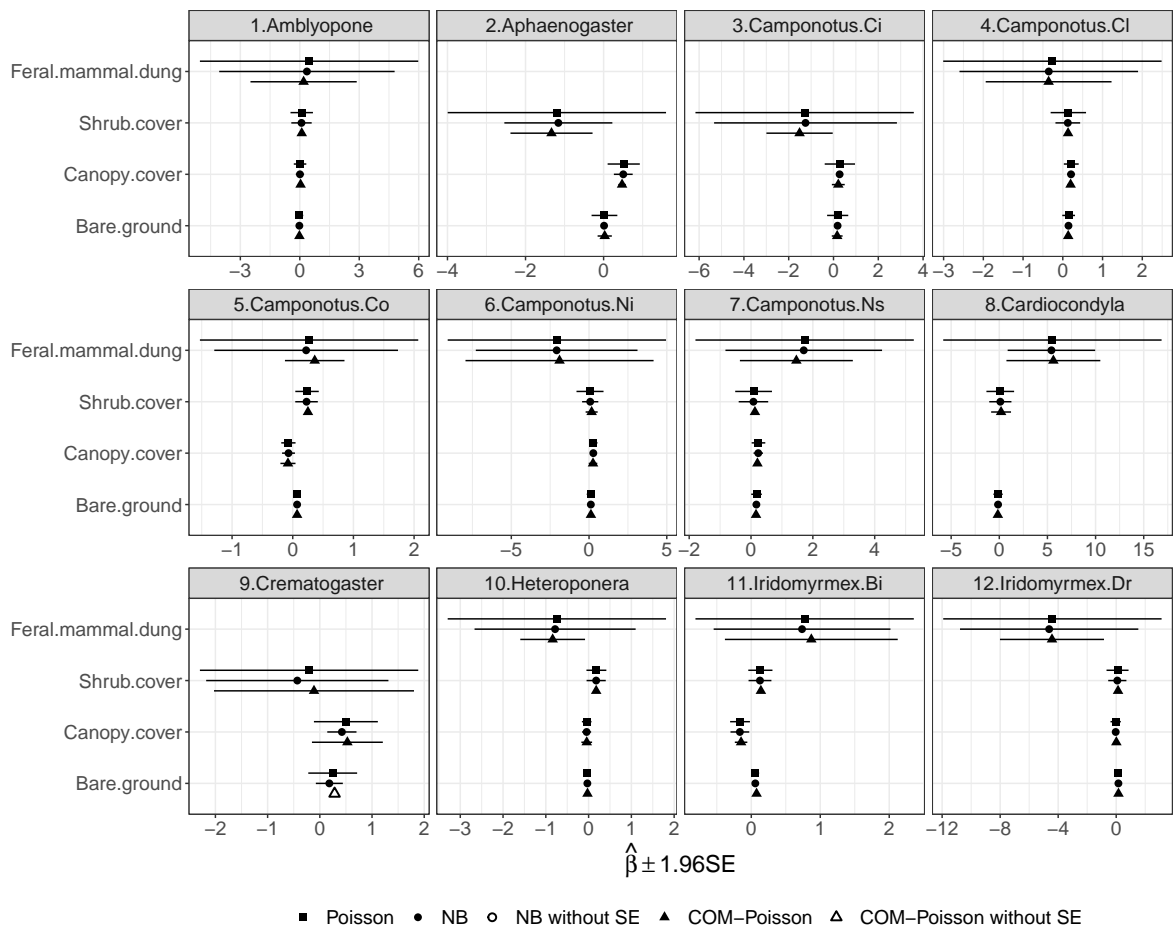 1.Amblyopone 2.Aphaenogaster 3.Camponotus.Ci 4.Camponotus.Cl
Feral.mammal.dung
Shrub.cover
Canopy.cover
Bare.ground
−3 0 3 6 −4 −2 0 −6 −4 −2 0 2 4 −3 −2 −1 0 1 2
5.Camponotus.Co 6.Camponotus.Ni 7.Camponotus.Ns 8.Cardiocondyla
Feral.mammal.dung
Shrub.cover
Canopy.cover
Bare.ground
−1 0 1 2 −5 0 5 −2 0 2 4 −5 0 5 10 15
9.Crematogaster 10.Heteroponera 11.Iridomyrmex.Bi 12.Iridomyrmex.Dr
Feral.mammal.dung
Shrub.cover
Canopy.cover
Bare.ground
−2 −1 0 1 2 −3 −2 −1 0 1 2 0 1 2 −12 −8 −4 0
β̂ ± 1.96SE
Poisson NB NB without SE COM−Poisson COM−Poisson without SE